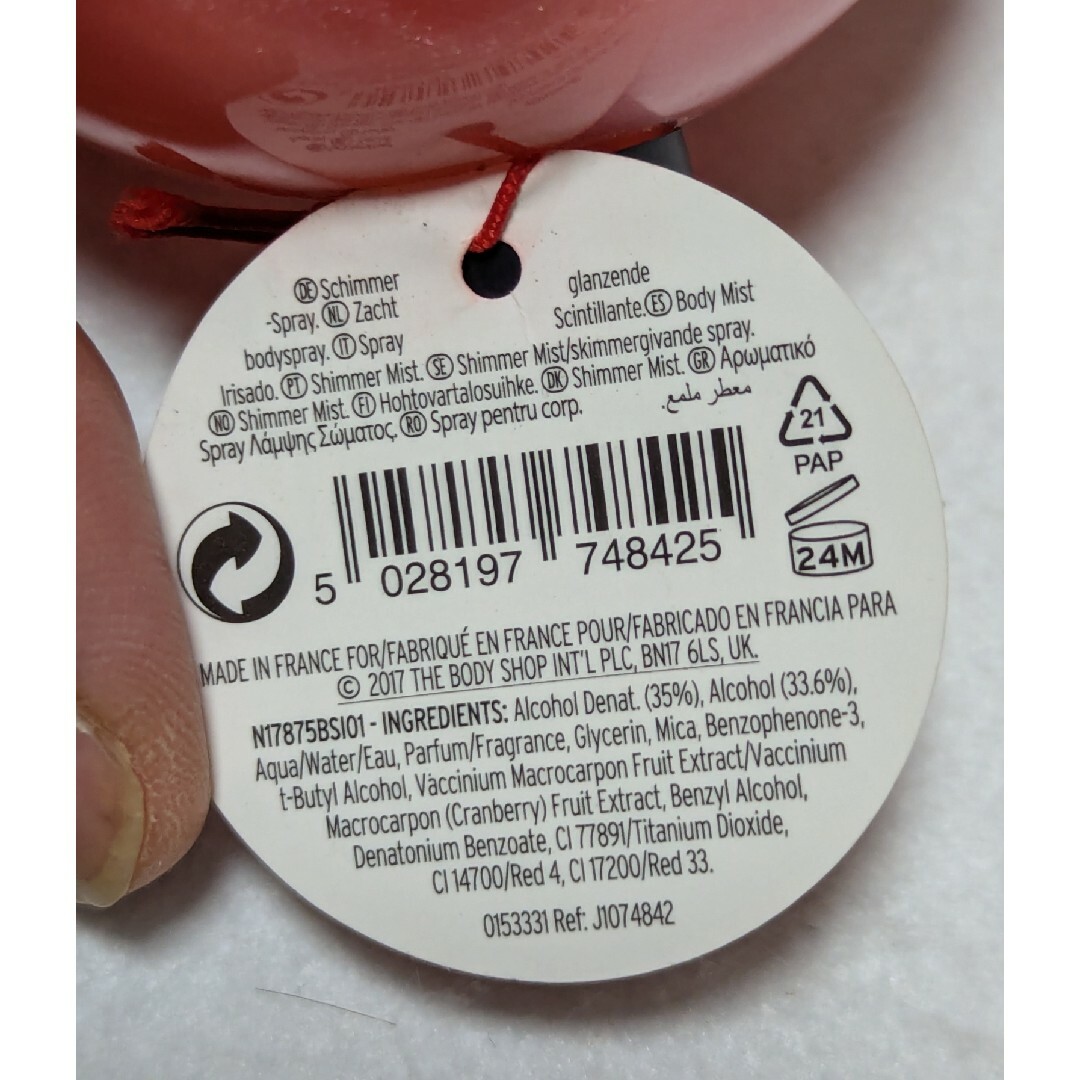 DE Schimmer glanzende
-Spray. NL Zacht Scintillante. ES Body Mist
bodyspray. IT Spray
Irisado. PT Shimmer Mist. SE Shimmer Mist/skimmergivande spray.
NO Shimmer Mist. FI Hohtovartalosuihke. DK Shimmer Mist. GR Αρωματικό
Spray Λάμψης Σώματος. RO Spray pentru corp. معطر ملمع.
21
PAP
24M
5 028197 748425
MADE IN FRANCE FOR/FABRIQUÉ EN FRANCE POUR/FABRICADO EN FRANCIA PARA
© 2017 THE BODY SHOP INT'L PLC, BN17 6LS, UK.
N17875BSI01 - INGREDIENTS: Alcohol Denat. (35%), Alcohol (33.6%),
Aqua/Water/Eau, Parfum/Fragrance, Glycerin, Mica, Benzophenone-3,
t-Butyl Alcohol, Vaccinium Macrocarpon Fruit Extract/Vaccinium
Macrocarpon (Cranberry) Fruit Extract, Benzyl Alcohol,
Denatonium Benzoate, CI 77891/Titanium Dioxide,
CI 14700/Red 4, CI 17200/Red 33.
0153331 Ref: J1074842